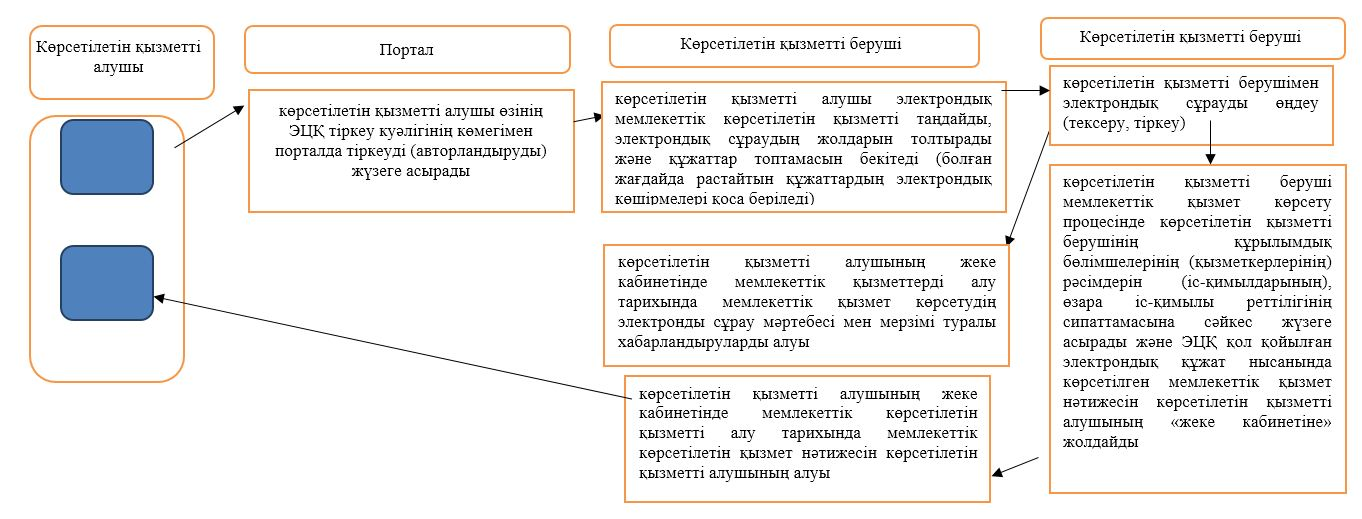 Көрсетілетін қызметті
алушы
Портал
Көрсетілетін қызметті беруші
Көрсетілетін қызметті беруші
көрсетілетін қызметті алушы өзінің
ЭЦҚ тіркеу куәлігінің көмегімен
порталда тіркеуді (авторландыруды)
жүзеге асырады
көрсетілетін қызметті алушы электрондық
мемлекеттік көрсетілетін қызметті таңдайды,
электрондық сұраудың жолдарын толтырады
және құжаттар топтамасын бекітеді (болған
жағдайда растайтын құжаттардың электрондық
көшірмелері қоса беріледі)
көрсетілетін қызметті берушімен
электрондық сұрауды өңдеу
(тексеру, тіркеу)
көрсетілетін қызметті алушының жеке
кабинетінде мемлекеттік қызметтерді алу
тарихында мемлекеттік қызмет көрсетудің
электронды сұрау мәртебесі мен мерзімі туралы
хабарландыруларды алуы
көрсетілетін қызметті беруші
мемлекеттік қызмет көрсету
процесінде көрсетілетін қызметті
берушінің құрылымдық
бөлімшелерінің (қызметкерлерінің)
рәсімдерін (іс-қимылдарының),
өзара іс-қимылы реттілігінің
сипаттамасына сәйкес жүзеге
асырады және ЭЦҚ қол қойылған
электрондық құжат нысанында
көрсетілген мемлекеттік қызмет
нәтижесін көрсетілетін қызметті
алушының «жеке кабинетіне»
жолдайды
көрсетілетін қызметті алушының жеке
кабинетінде мемлекеттік көрсетілетін
қызметті алу тарихында мемлекеттік
көрсетілетін қызмет нәтижесін көрсетілетін
қызметті алушының алуы